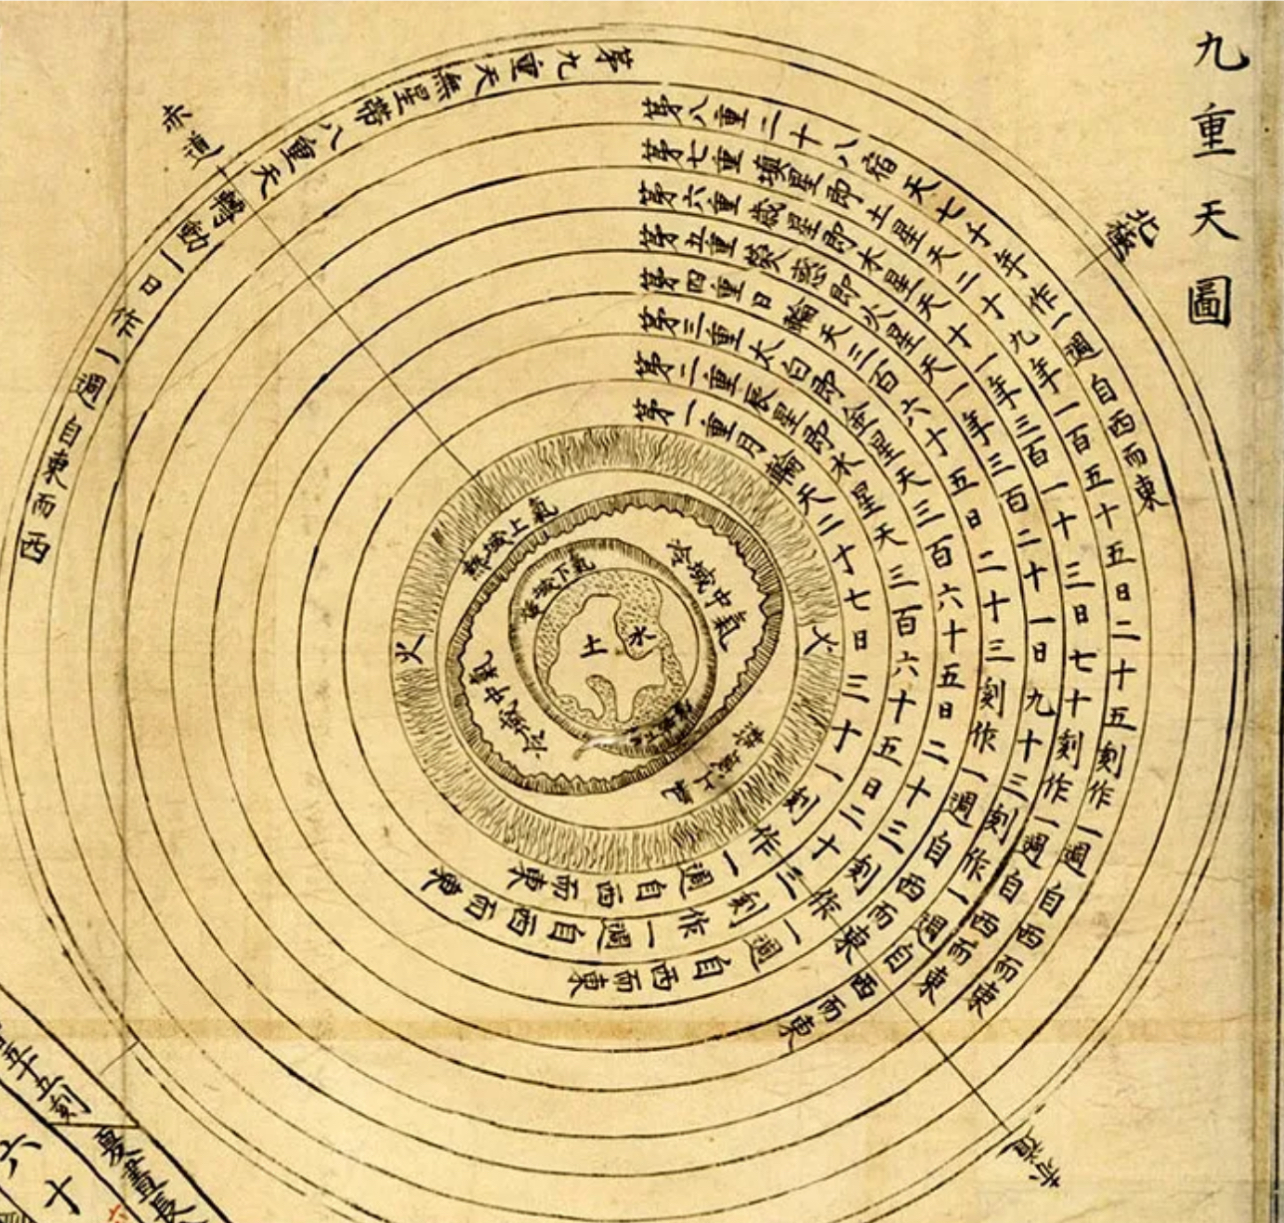 九重天圖
第九重天無星帶八重天轉動一日作一週自東而西
第八重二十八宿天七千年作一週自西而東
第七重填星即土星天二十九年一百五十五日二十五刻作一週自西而東
第六重歲星即木星天十一年三百一十三日七十刻作一週自西而東
第五重熒惑即火星天一年三百二十一日九十三刻作一週自西而東
第四重日輪天三百六十五日二十三刻作一週自西而東
第三重太白即金星天三百六十五日二十三刻作一週自西而東
第二重辰星即水星天三百六十五日二十三刻作一週自西而東
第一重月輪天二十七日三十一刻作一週自西而東
赤道
北極
赤道
火
火
熱域上氣
冷域中氣
冷域中氣
熱域上氣
煖域下氣
土
水
五十五刻
六十
夏晝長